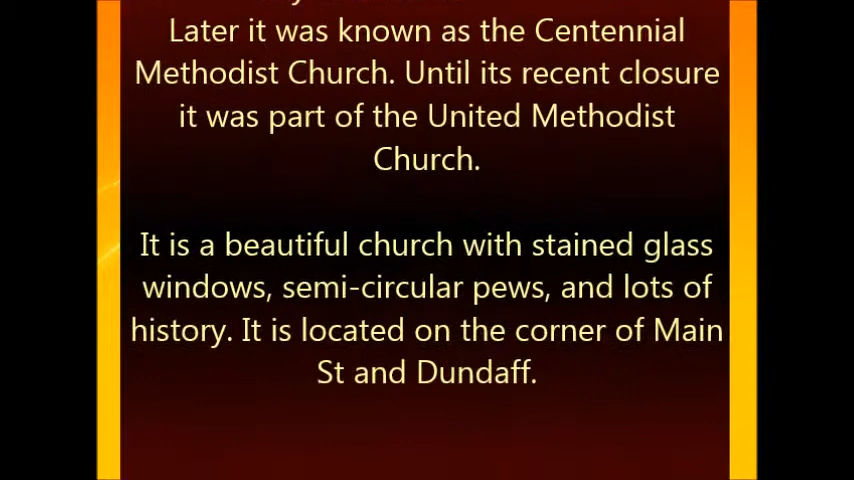 Later it was known as the Centennial
Methodist Church. Until its recent closure
it was part of the United Methodist
Church.
It is a beautiful church with stained glass
windows, semi-circular pews, and lots of
history. It is located on the corner of Main
St and Dundaff.